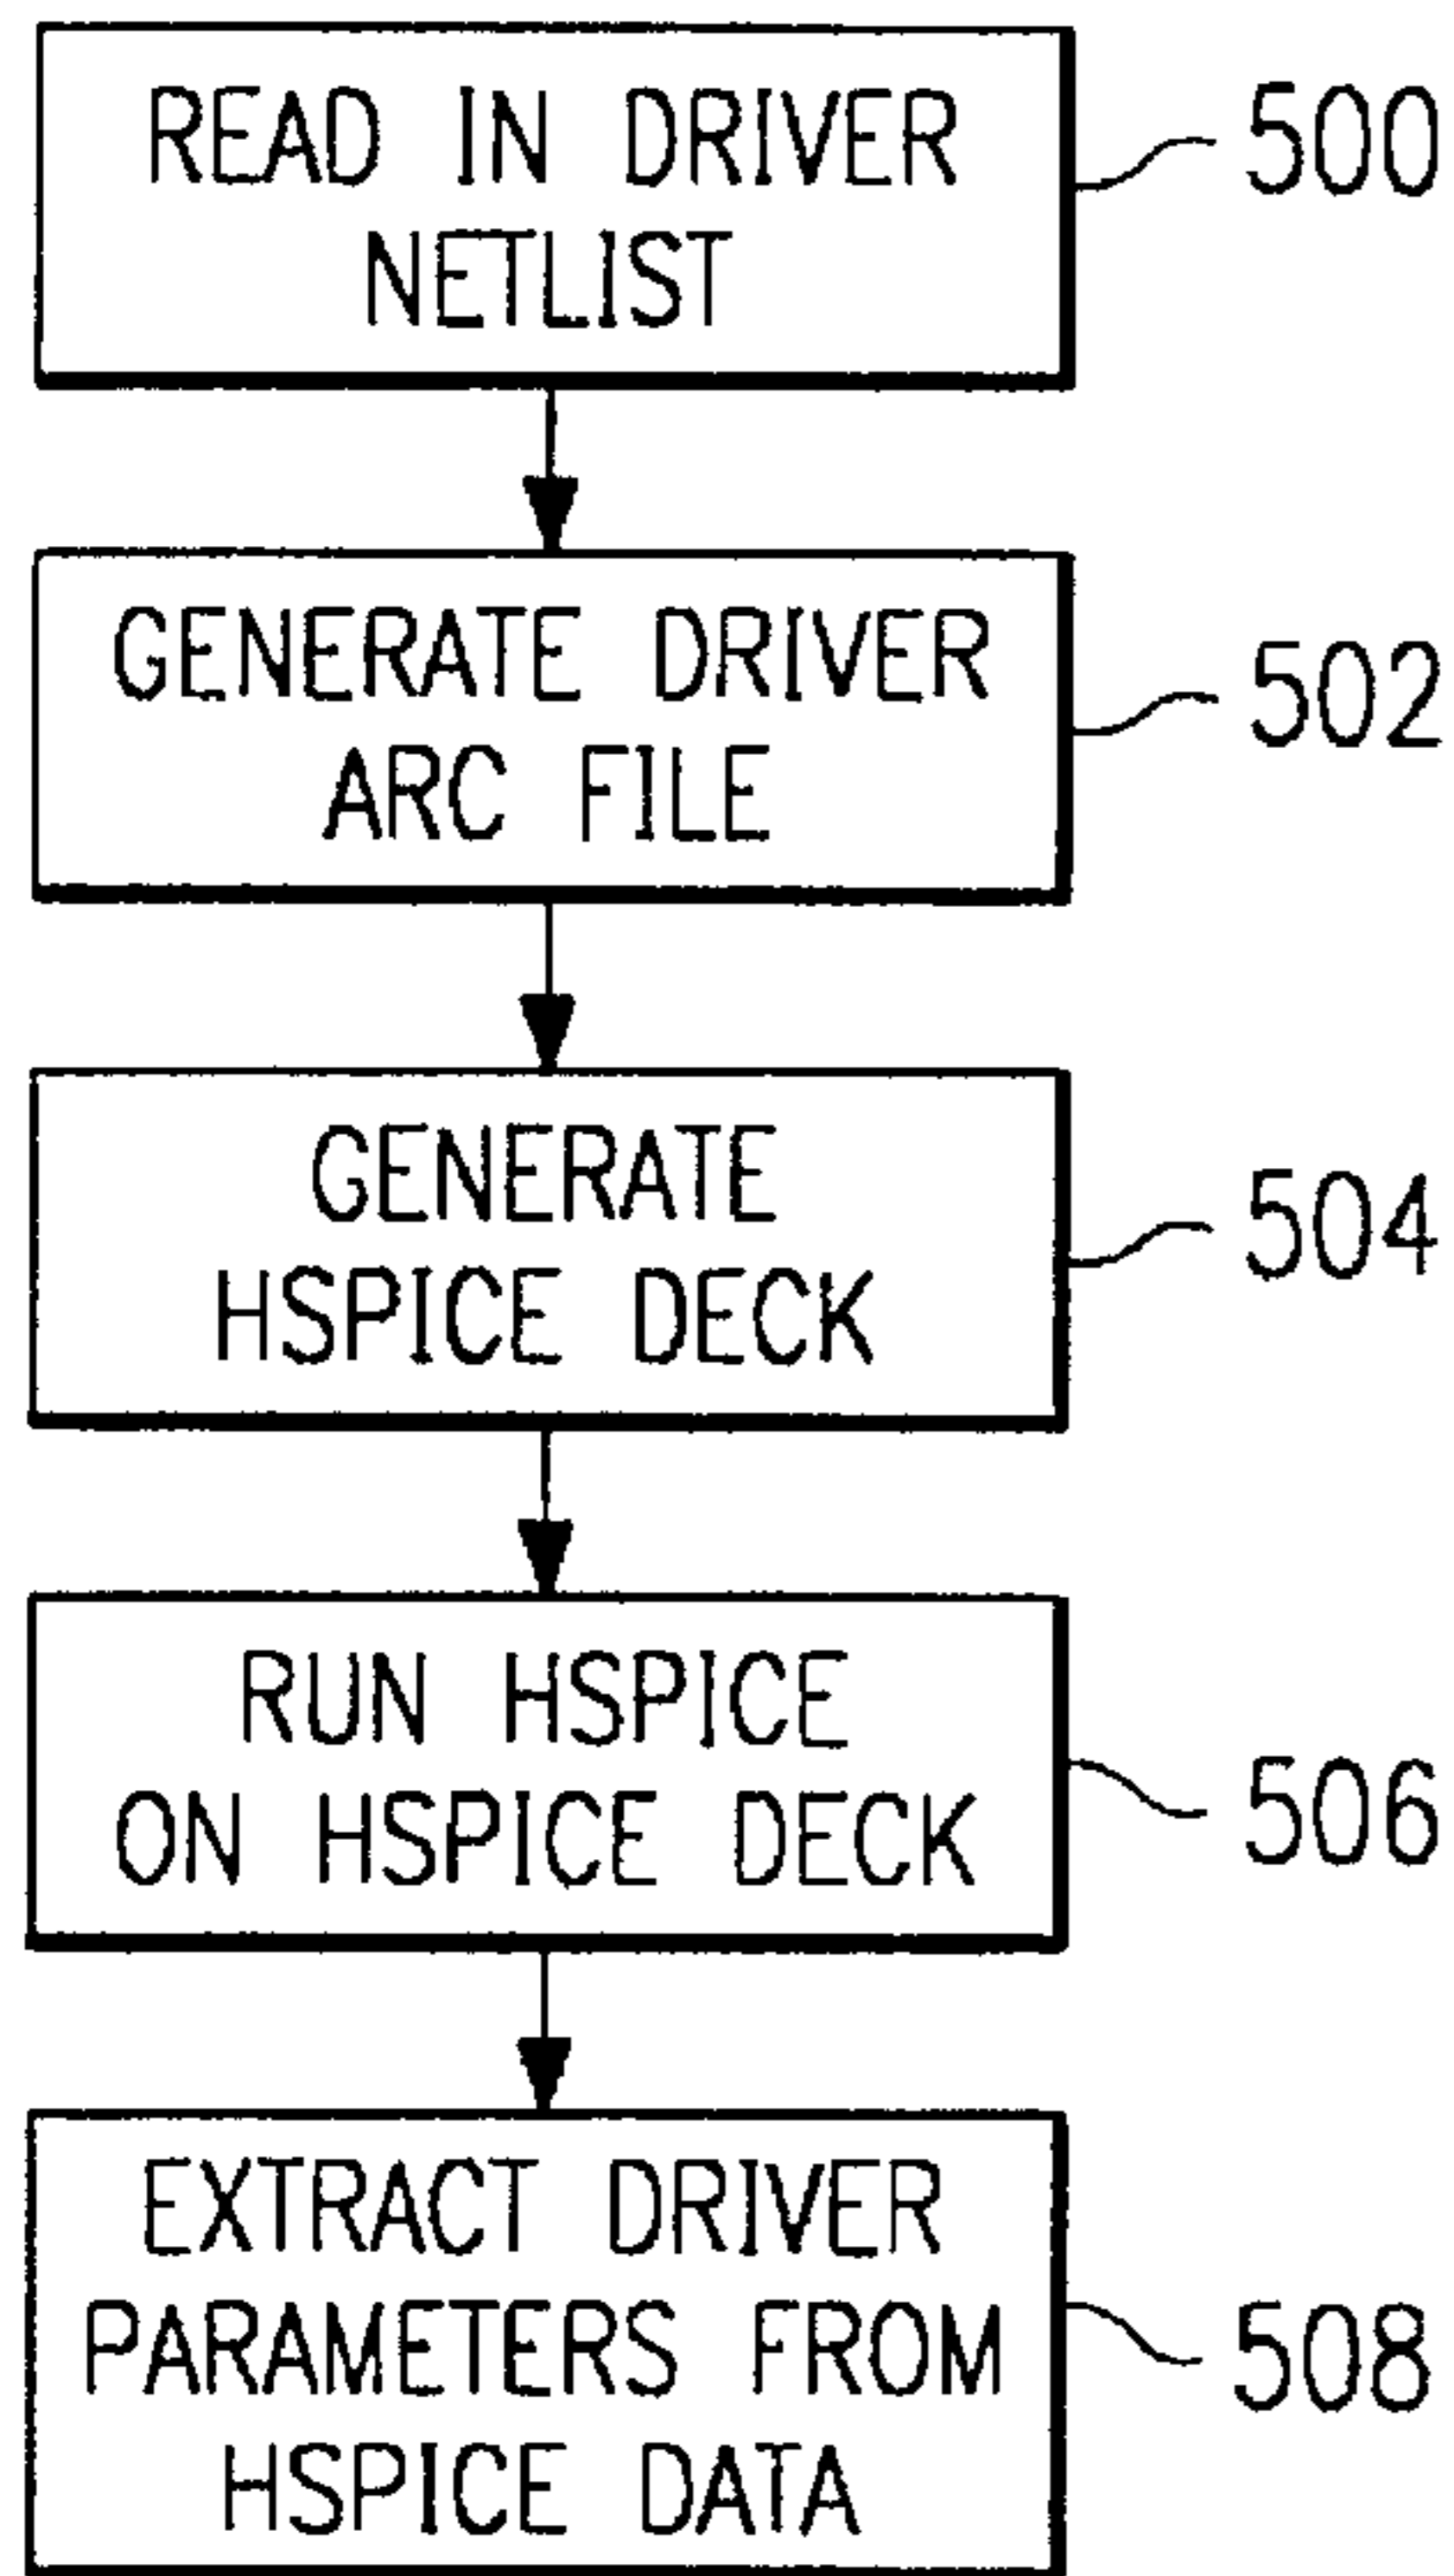 READ IN DRIVER
NETLIST
500
GENERATE DRIVER
ARC FILE
502
GENERATE
HSPICE DECK
504
RUN HSPICE
ON HSPICE DECK
506
EXTRACT DRIVER
PARAMETERS FROM
HSPICE DATA
508